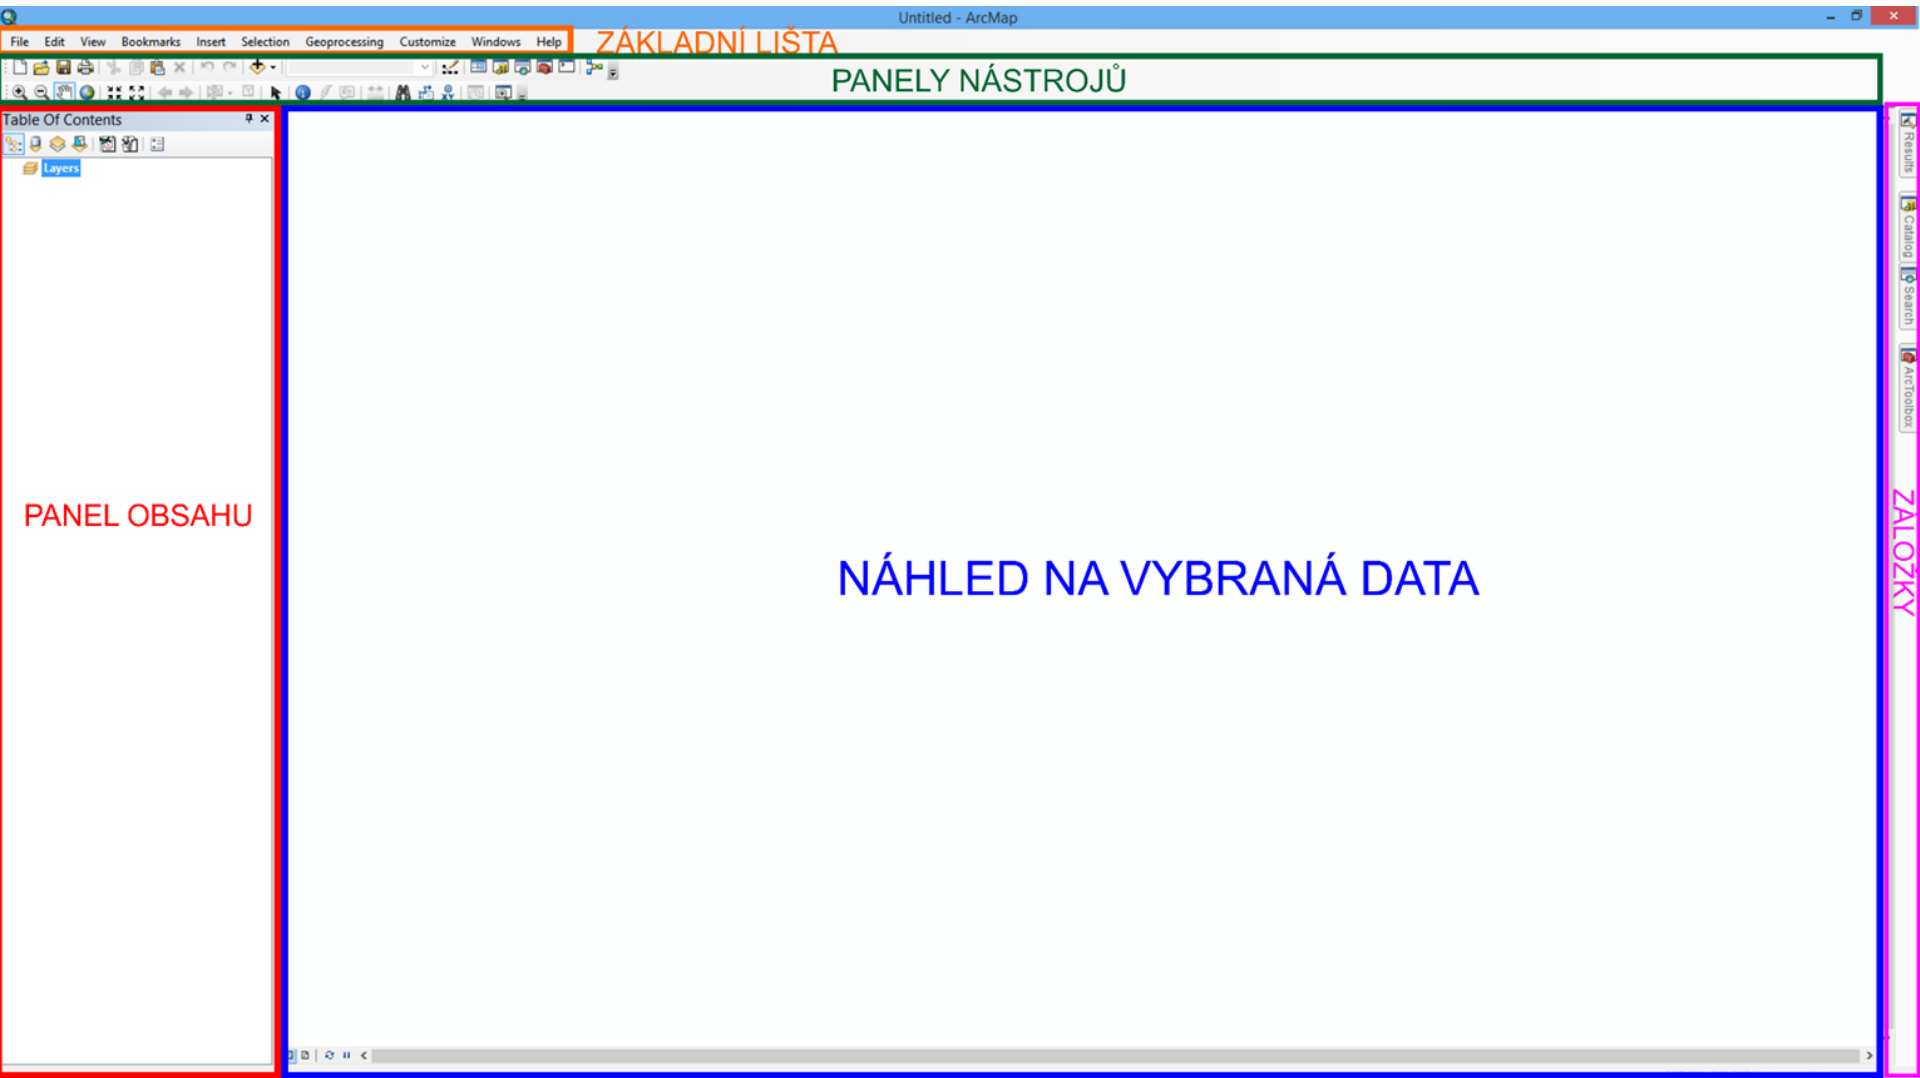 Untitled - ArcMap
File Edit View Bookmarks Insert Selection Geoprocessing Customize Windows Help
ZÁKLADNÍ LIŠTA
PANELY NÁSTROJŮ
Table Of Contents
Layers
PANEL OBSAHU
NÁHLED NA VYBRANÁ DATA
Results
Catalog
Search
ArcToolbox
ZÁLOŽKY